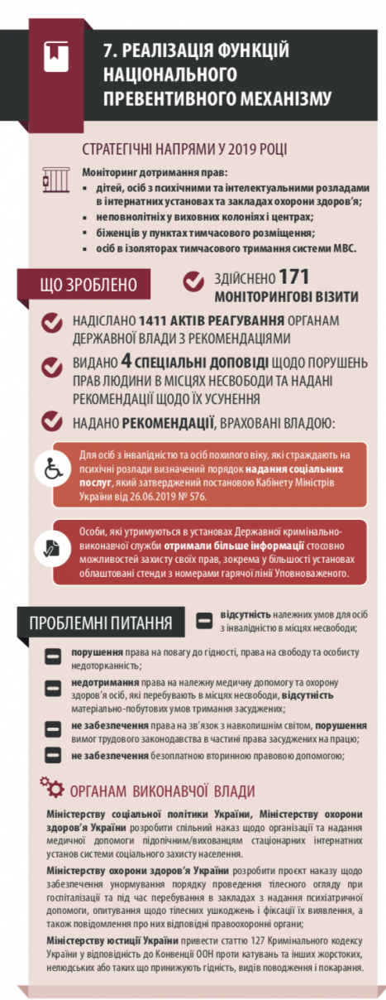 7. РЕАЛІЗАЦІЯ ФУНКЦІЙ
НАЦІОНАЛЬНОГО
ПРЕВЕНТИВНОГО МЕХАНІЗМУ
СТРАТЕГІЧНІ НАПРЯМИ У 2019 РОЦІ
Моніторинг дотримання прав:
▪ дітей, осіб з психічними та інтелектуальними розладами
в інтернатних установах та закладах охорони здоров’я;
▪ неповнолітніх у виховних колоніях і центрах;
▪ біженців у пунктах тимчасового розміщення;
▪ осіб в ізоляторах тимчасового тримання системи МВС.
ЩО ЗРОБЛЕНО
ЗДІЙСНЕНО 171
МОНІТОРИНГОВІ ВІЗИТИ
НАДІСЛАНО 1411 АКТІВ РЕАГУВАННЯ ОРГАНАМ
ДЕРЖАВНОЇ ВЛАДИ З РЕКОМЕНДАЦІЯМИ
ВИДАНО 4 СПЕЦІАЛЬНІ ДОПОВІДІ ЩОДО ПОРУШЕНЬ
ПРАВ ЛЮДИНИ В МІСЦЯХ НЕСВОБОДИ ТА НАДАНІ
РЕКОМЕНДАЦІЇ ЩОДО ЇХ УСУНЕННЯ
НАДАНО РЕКОМЕНДАЦІЇ, ВРАХОВАНІ ВЛАДОЮ:
Для осіб з інвалідністю та осіб похилого віку, які страждають на
психічні розлади визначений порядок надання соціальних
послуг, який затверджений постановою Кабінету Міністрів
України від 26.06.2019 № 576.
Особи, які утримуються в установах Державної кримінально-
виконавчої служби отримали більше інформації стосовно
можливостей захисту своїх прав, зокрема у більшості установах
облаштовані стенди з номерами гарячої лінії Уповноваженого.
ПРОБЛЕМНІ ПИТАННЯ
відсутність належних умов для осіб
з інвалідністю в місцях несвободи;
порушення права на повагу до гідності, права на свободу та особисту
недоторканність;
недотримання права на належну медичну допомогу та охорону
здоров’я осіб, які перебувають в місцях несвободи, відсутність
матеріально-побутових умов тримання засуджених;
не забезпечення права на зв’язок з навколишнім світом, порушення
вимог трудового законодавства в частині права засуджених на працю;
не забезпечення безоплатною вторинною правовою допомогою;
ОРГАНАМ ВИКОНАВЧОЇ ВЛАДИ
Міністерству соціальної політики України, Міністерству охорони
здоров’я України розробити спільний наказ щодо організації та надання
медичної допомоги підопічним/вихованцям стаціонарних інтернатних
установ системи соціального захисту населення.
Міністерству охорони здоров’я України розробити проєкт наказу щодо
забезпечення унормування порядку проведення тілесного огляду при
госпіталізації та під час перебування в закладах з надання психіатричної
допомоги, опитування щодо тілесних ушкоджень і фіксації їх виявлення, а
також повідомлення про них відповідні правоохоронні органи;
Міністерству юстиції України привести статтю 127 Кримінального кодексу
України у відповідність до Конвенції ООН проти катувань та інших жорстоких,
нелюдських або таких що принижують гідність, видів поводження і покарання.